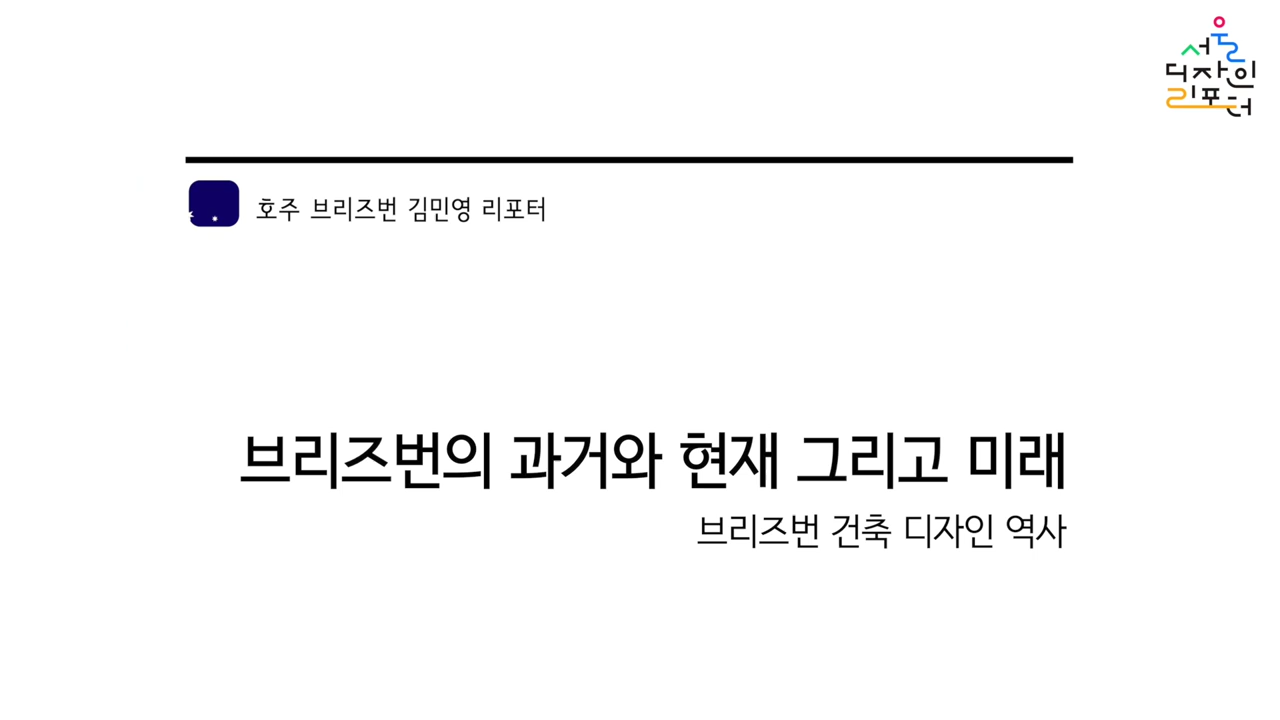 서울
디자인
리포터
호주 브리즈번 김민영 리포터
브리즈번의 과거와 현재 그리고 미래
브리즈번 건축 디자인 역사